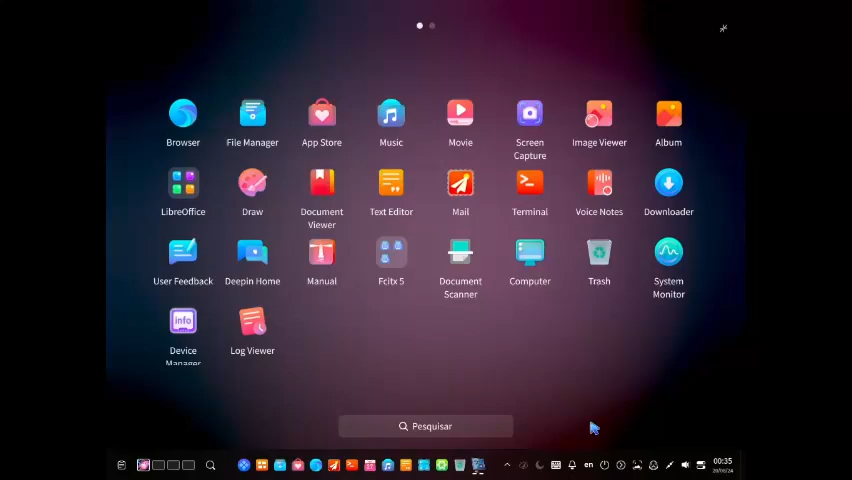 Browser
File Manager
App Store
Music
Movie
Screen
Capture
Image Viewer
Album
LibreOffice
Draw
Document
Viewer
Text Editor
Mail
Terminal
Voice Notes
Downloader
User Feedback
Deepin Home
Manual
Fcitx 5
Document
Scanner
Computer
Trash
System
Monitor
info
Device
Manager
Log Viewer
Pesquisar
en
00:35